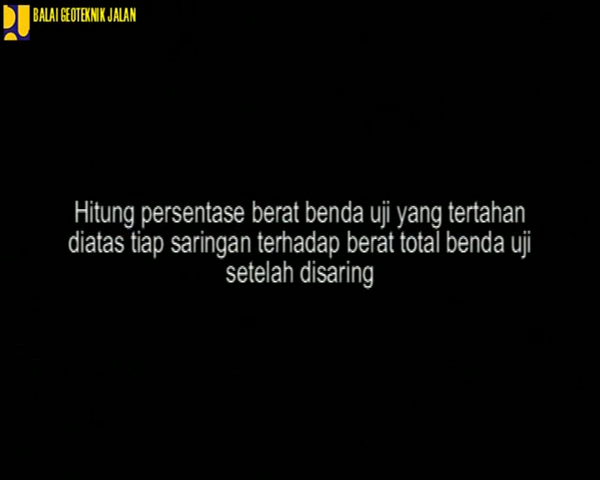 BALAI GEOTEKNIK JALAN
Hitung persentase berat benda uji yang tertahan
diatas tiap saringan terhadap berat total benda uji
setelah disaring